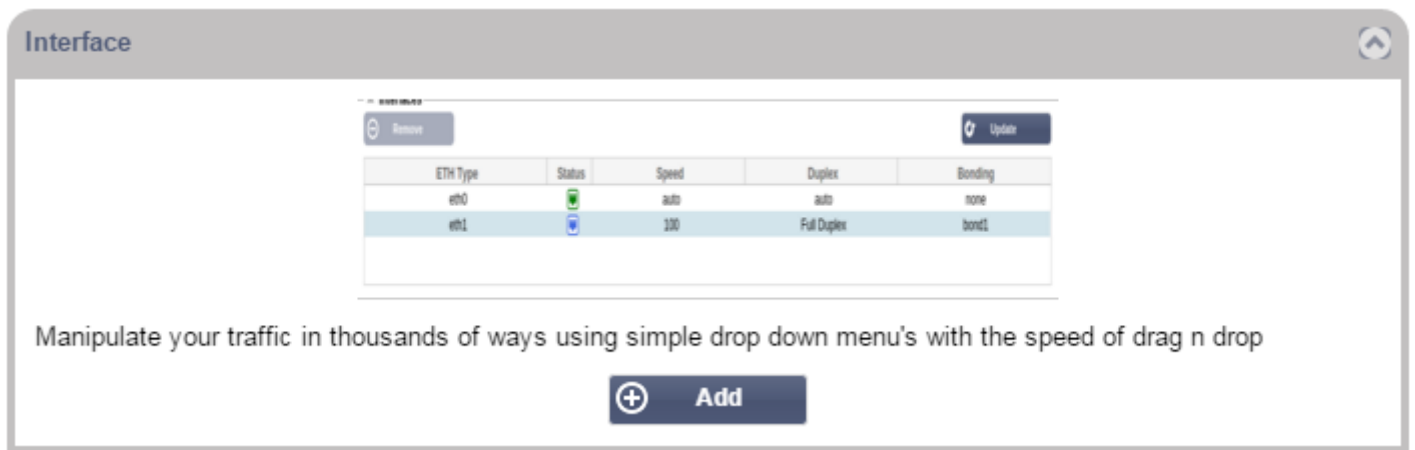 Interface
Interfaces
Remove Update
ETH Type Status Speed Duplex Bonding
eth0 auto auto none
eth1 100 Full Duplex bond1
Manipulate your traffic in thousands of ways using simple drop down menu's with the speed of drag n drop
Add